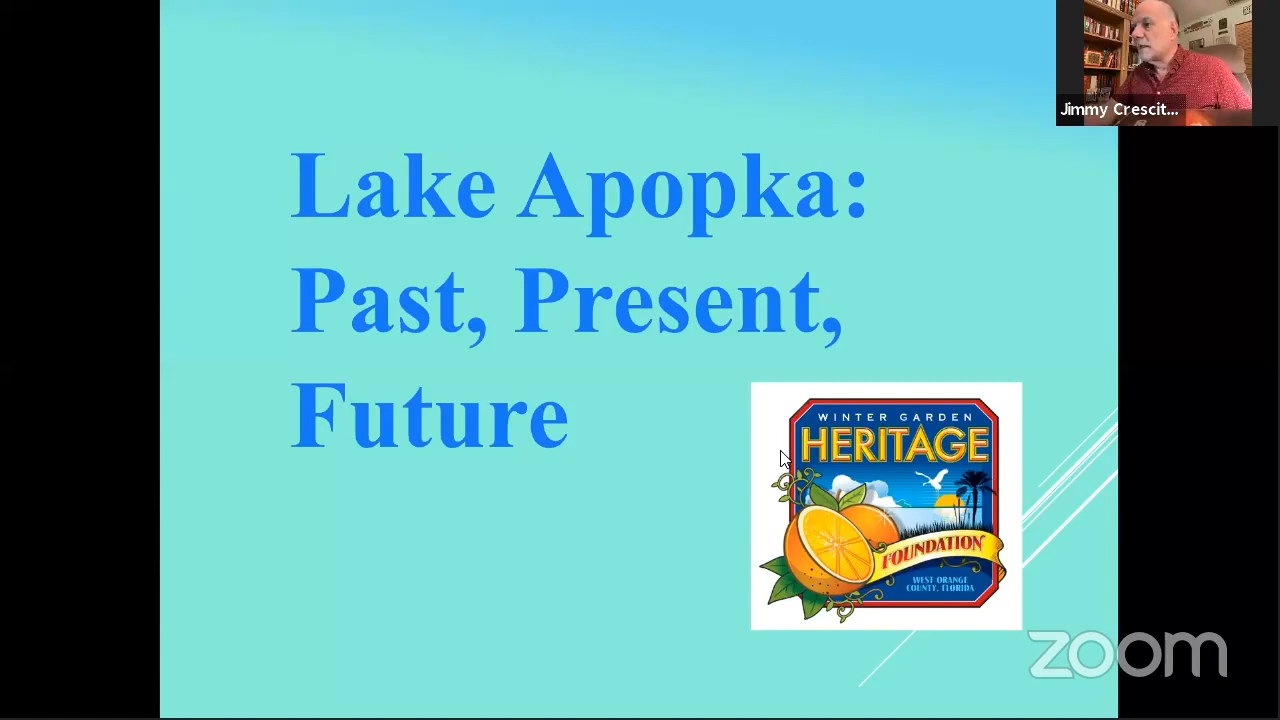 Jimmy Crescit...
Lake Apopka:
Past, Present,
Future
WINTER GARDEN
HERITAGE
FOUNDATION
WEST ORANGE
COUNTY, FLORIDA
zoom